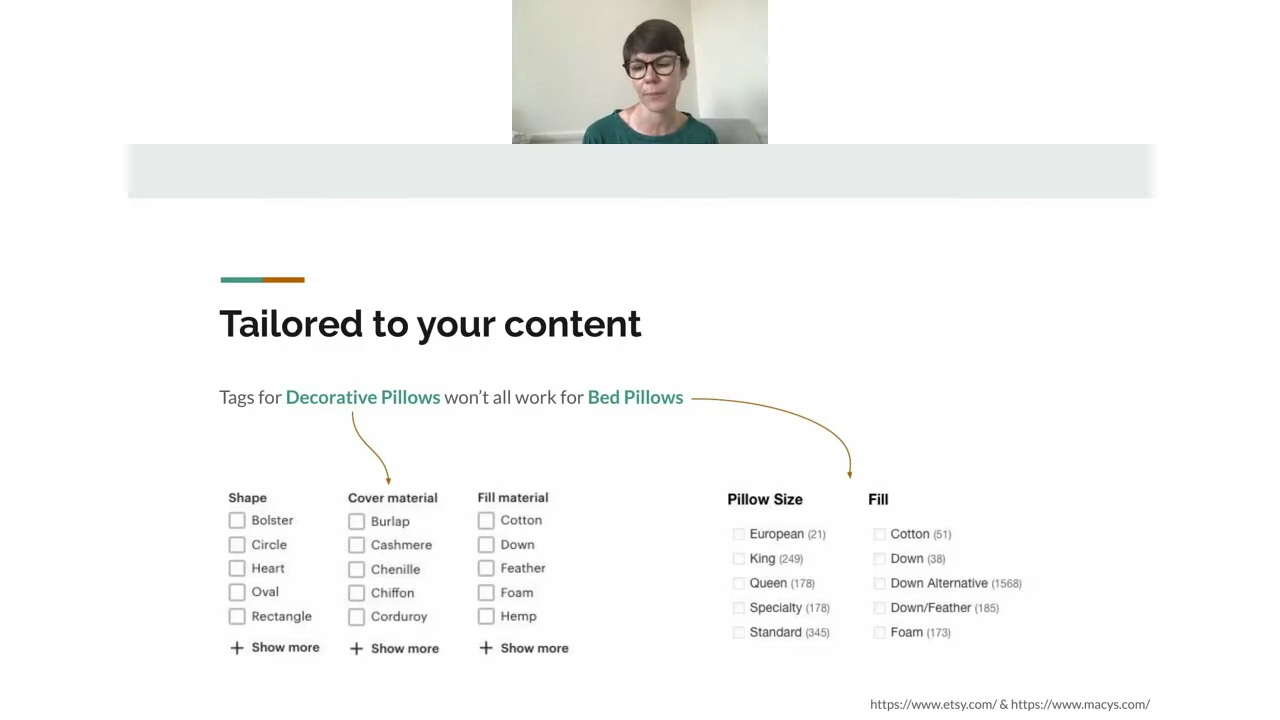 Tailored to your content
Tags for Decorative Pillows won't all work for Bed Pillows
Shape
Bolster
Circle
Heart
Oval
Rectangle
+ Show more
Cover material
Burlap
Cashmere
Chenille
Chiffon
Corduroy
+ Show more
Fill material
Cotton
Down
Feather
Foam
Hemp
+ Show more
Pillow Size
European (21)
King (249)
Queen (178)
Specialty (178)
Standard (345)
Fill
Cotton (51)
Down (38)
Down Alternative (1568)
Down/Feather (185)
Foam (173)
https://www.etsy.com/ & https://www.macys.com/